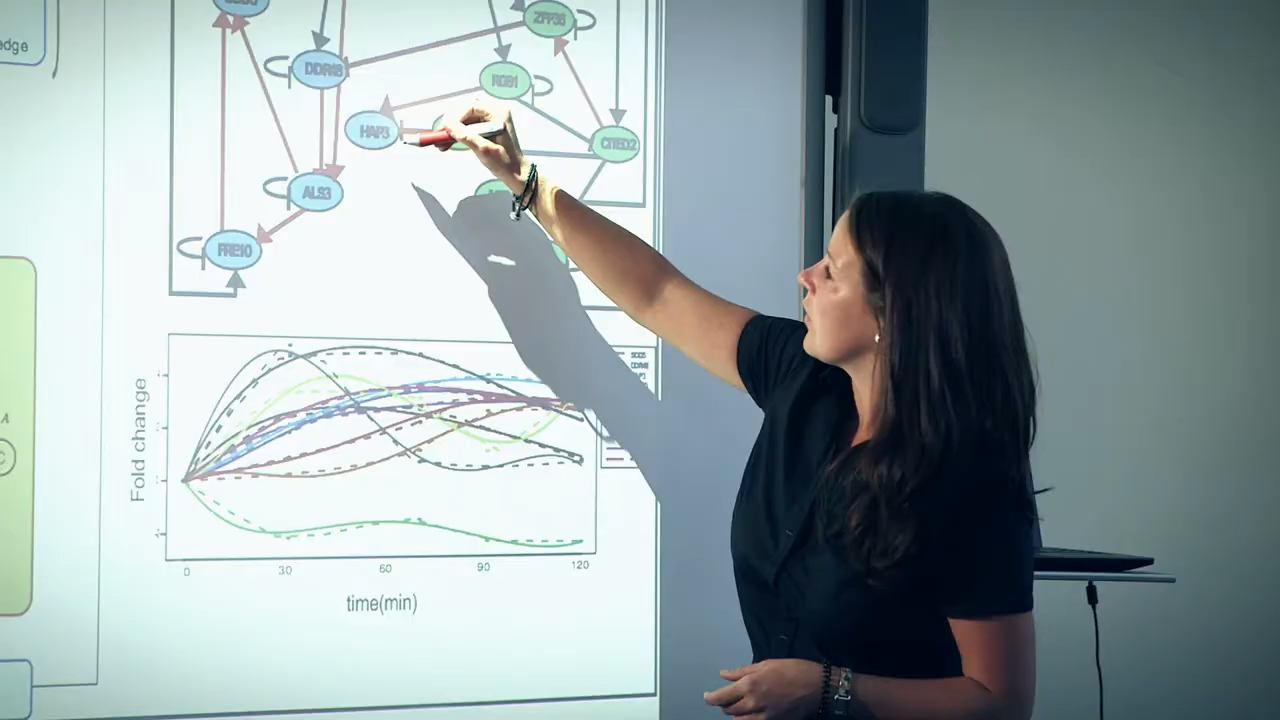 edge
ZFP36
DDR48
RGB1
HAP3
CITED2
ALS3
FRE10
A
C
Fold change
0
30
60
90
120
time(min)